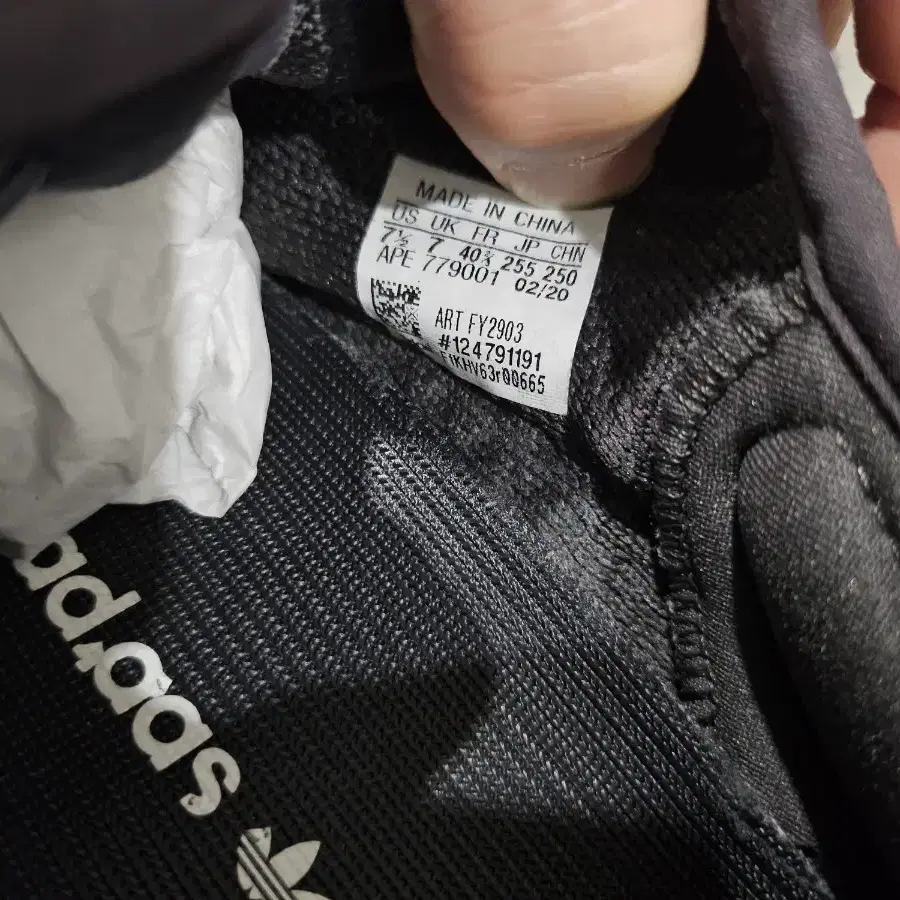 MADE IN CHINA
US UK FR JP CHN
7½ 7 40⅔ 255 250
APE 779001 02/20
ART FY2903
#124791191
adidas